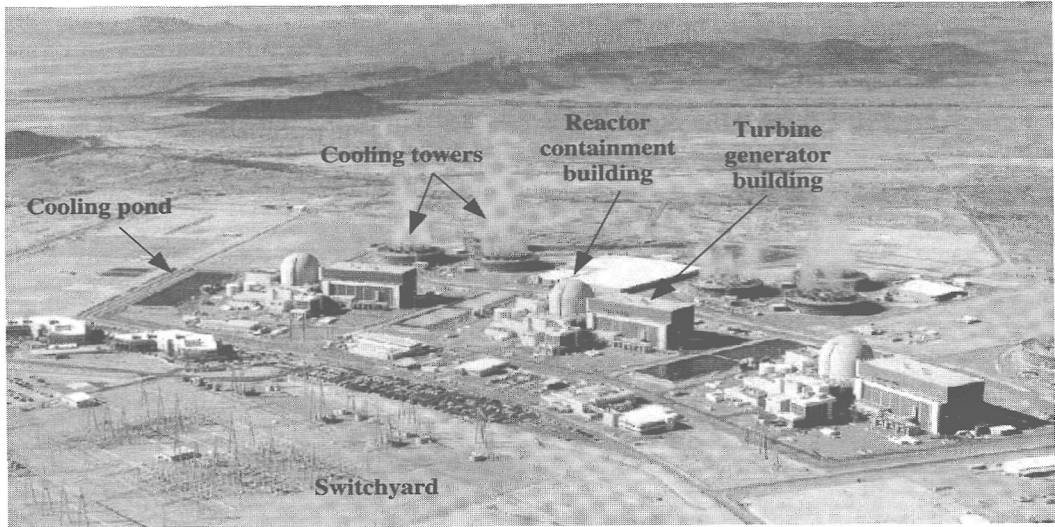 Reactor
containment
building
Turbine
generator
building
Cooling towers
Cooling pond
Switchyard